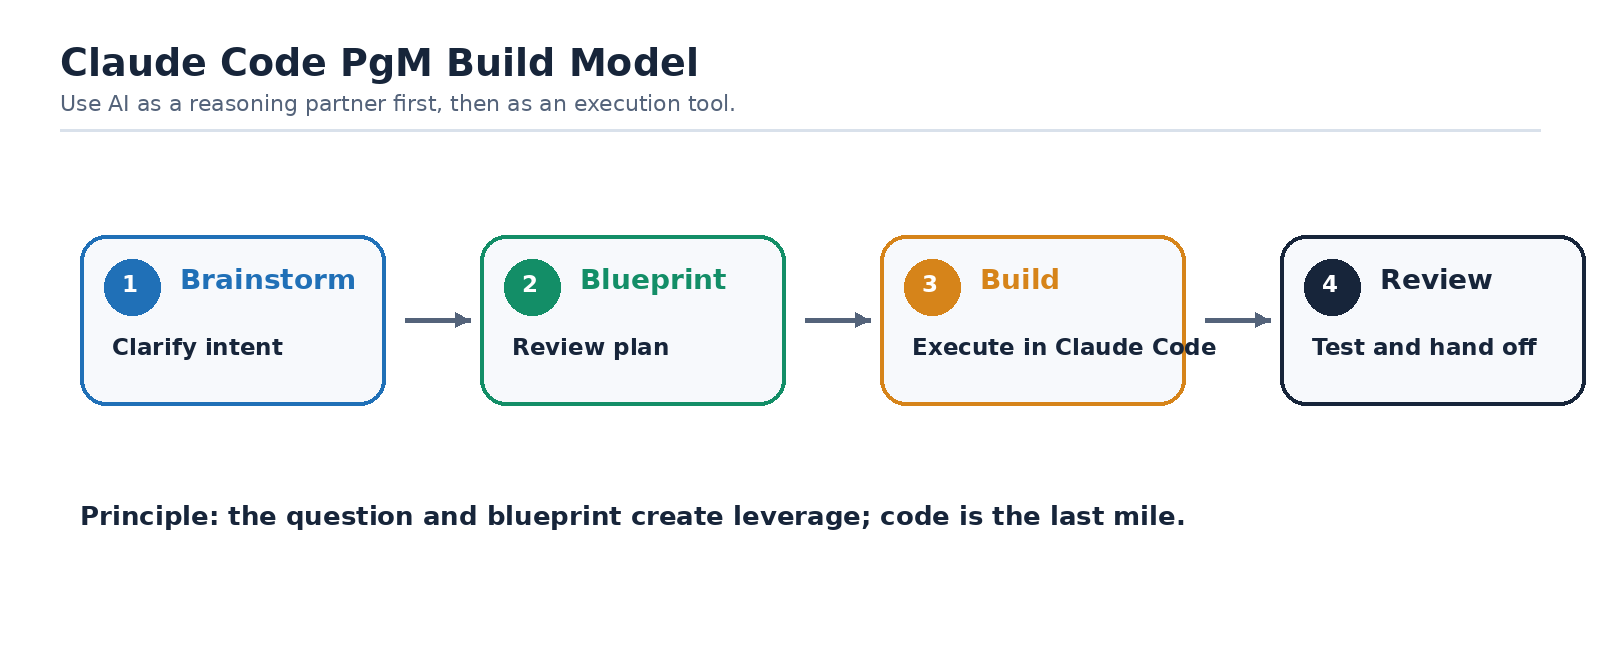 Claude Code PgM Build Model
Use AI as a reasoning partner first, then as an execution tool.
1 Brainstorm
Clarify intent
2 Blueprint
Review plan
3 Build
Execute in Claude Code
4 Review
Test and hand off
Principle: the question and blueprint create leverage; code is the last mile.